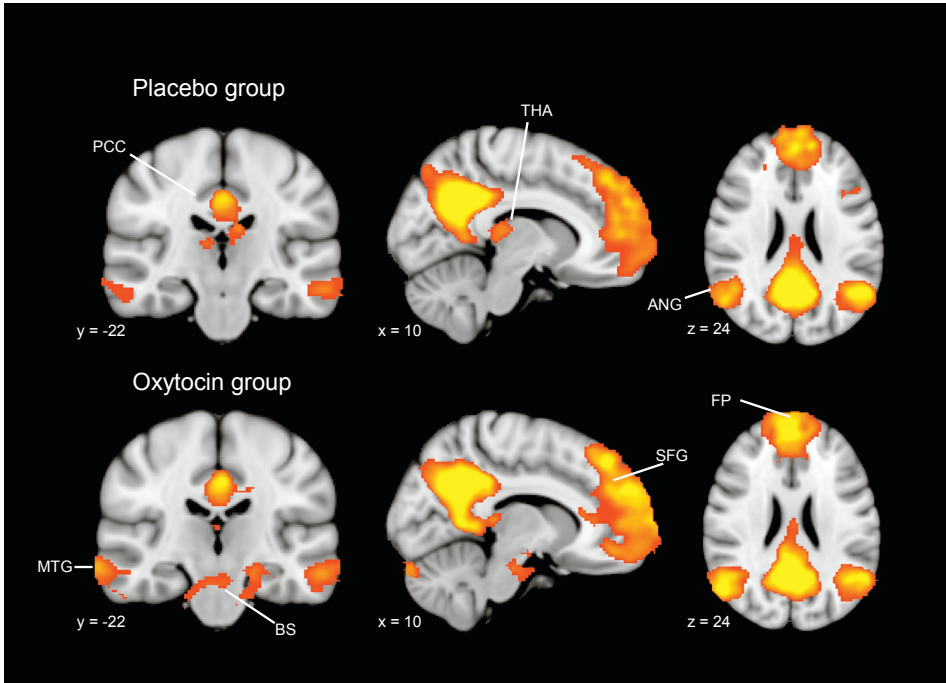 Placebo group
THA
PCC
ANG
y = -22
x = 10
z = 24
Oxytocin group
FP
SFG
MTG
BS
y = -22
x = 10
z = 24